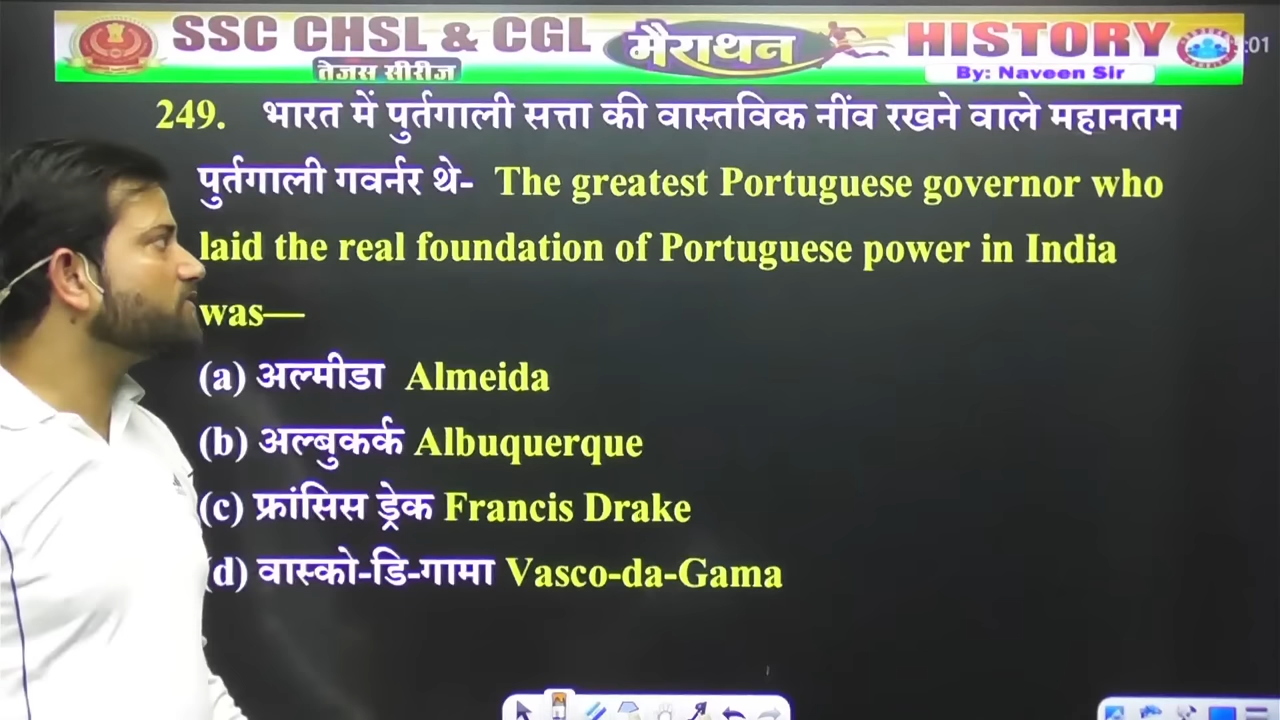 SSC CHSL & CGL मैराथन HISTORY
तेजस सीरीज By: Naveen Sir
249. भारत में पुर्तगाली सत्ता की वास्तविक नींव रखने वाले महानतम
पुर्तगाली गवर्नर थे- The greatest Portuguese governor who
laid the real foundation of Portuguese power in India
was—
(a) अल्मीडा Almeida
(b) अल्बुकर्क Albuquerque
(c) फ्रांसिस ड्रेक Francis Drake
(d) वास्को-डि-गामा Vasco-da-Gama